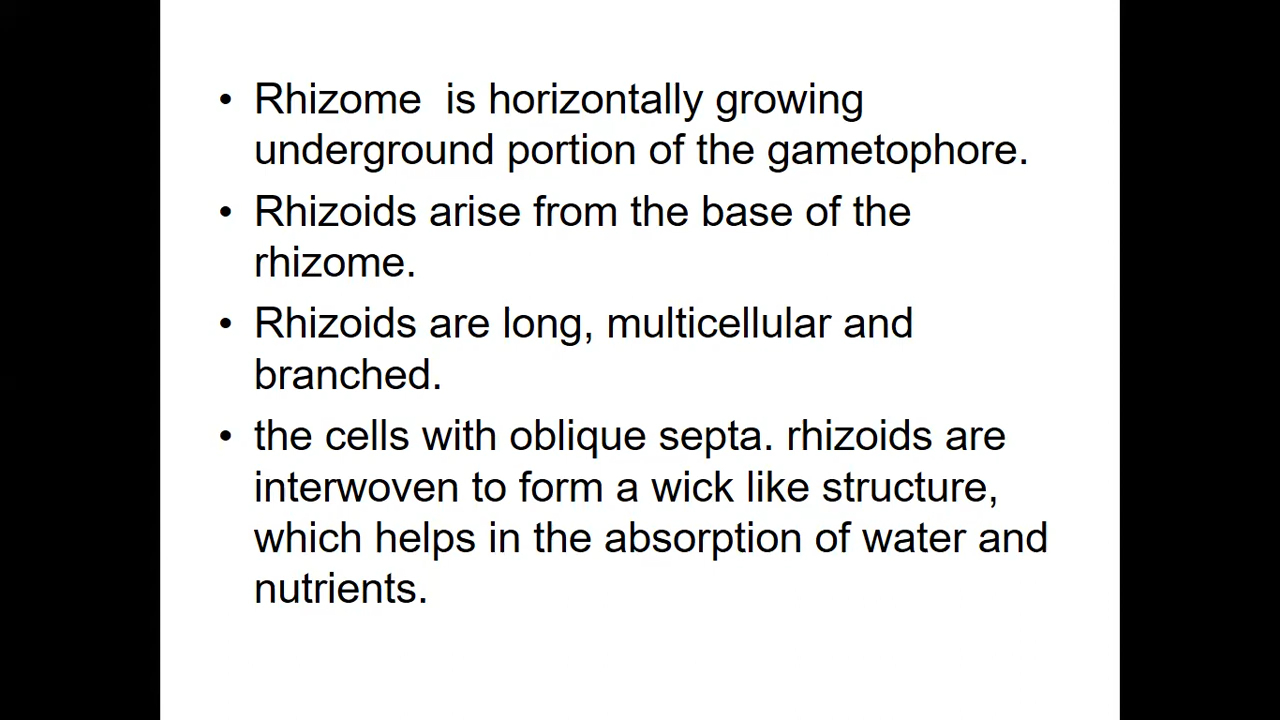 • Rhizome  is horizontally growing
underground portion of the gametophore.
• Rhizoids arise from the base of the
rhizome.
• Rhizoids are long, multicellular and
branched.
• the cells with oblique septa. rhizoids are
interwoven to form a wick like structure,
which helps in the absorption of water and
nutrients.